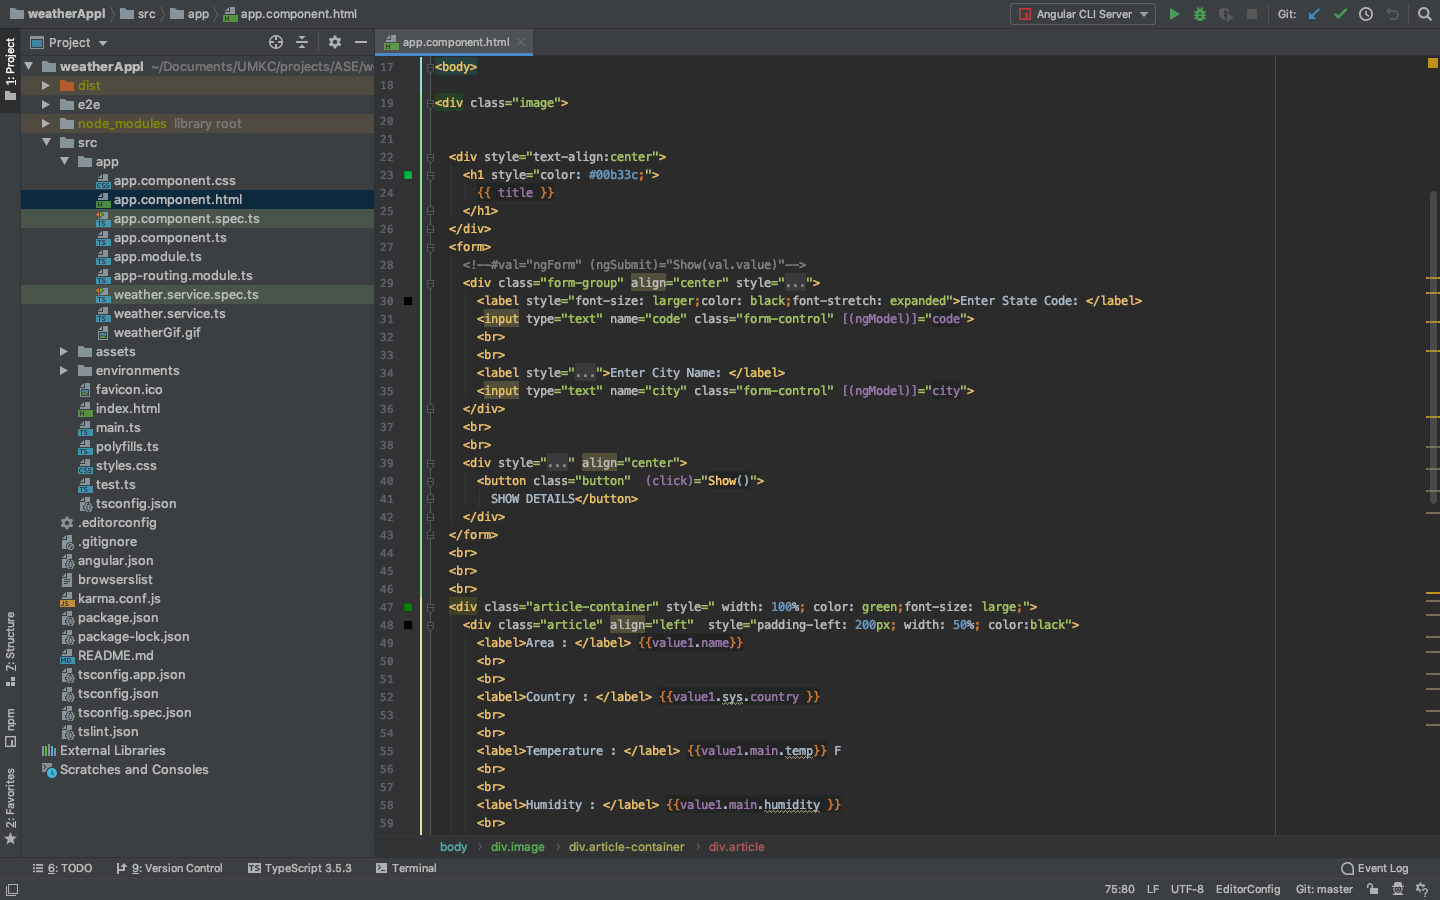 weatherAppl src app app.component.html Angular CLI Server Git:
1: Project
Project
app.component.html
weatherAppl ~/Documents/UMKC/projects/ASE/w
dist
e2e
node_modules library root
src
app
app.component.css
app.component.html
app.component.spec.ts
app.component.ts
app.module.ts
app-routing.module.ts
weather.service.spec.ts
weather.service.ts
weatherGif.gif
assets
environments
favicon.ico
index.html
main.ts
polyfills.ts
styles.css
test.ts
tsconfig.json
.editorconfig
.gitignore
angular.json
browserslist
karma.conf.js
package.json
package-lock.json
README.md
tsconfig.app.json
tsconfig.json
tsconfig.spec.json
tslint.json
External Libraries
Scratches and Consoles
7: Structure
npm
2: Favorites
17 <body>
18
19 <div class="image">
20
21
22 <div style="text-align:center">
23 <h1 style="color: #00b33c;">
24 {{ title }}
25 </h1>
26 </div>
27 <form>
28 <!--#val="ngForm" (ngSubmit)="Show(val.value)"-->
29 <div class="form-group" align="center" style="...">
30 <label style="font-size: larger;color: black;font-stretch: expanded">Enter State Code: </label>
31 <input type="text" name="code" class="form-control" [(ngModel)]="code">
32 <br>
33 <br>
34 <label style="...">Enter City Name: </label>
35 <input type="text" name="city" class="form-control" [(ngModel)]="city">
36 </div>
37 <br>
38 <br>
39 <div style="..." align="center">
40 <button class="button"  (click)="Show()">
41 SHOW DETAILS</button>
42 </div>
43 </form>
44 <br>
45 <br>
46 <br>
47 <div class="article-container" style=" width: 100%; color: green;font-size: large;">
48 <div class="article" align="left"  style="padding-left: 200px; width: 50%; color:black">
49 <label>Area : </label> {{value1.name}}
50 <br>
51 <br>
52 <label>Country : </label> {{value1.sys.country }}
53 <br>
54 <br>
55 <label>Temperature : </label> {{value1.main.temp}} F
56 <br>
57 <br>
58 <label>Humidity : </label> {{value1.main.humidity }}
59 <br>
body div.image div.article-container div.article
6: TODO 9: Version Control TypeScript 3.5.3 Terminal Event Log
75:80 LF UTF-8 EditorConfig Git: master